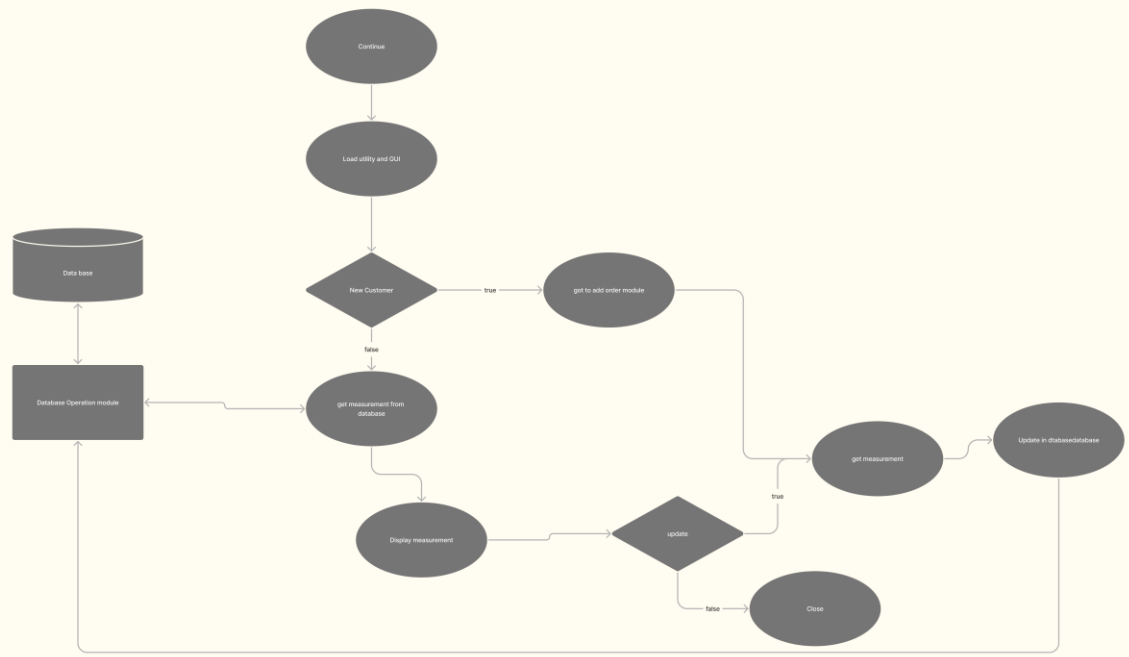 Continue
Load utility and GUI
Data base
New Customer
true
got to add order module
false
Database Operation module
get measurement from
database
Update in dtabasedatabase
get measurement
true
Display measurement
update
false
Close